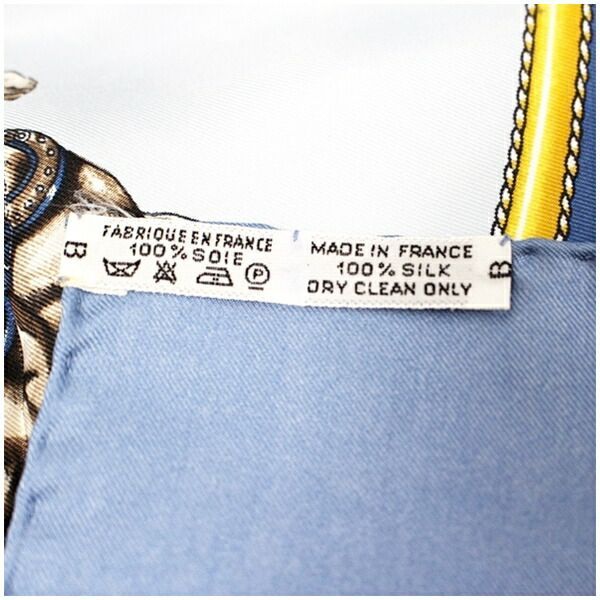 FABRIQUE EN FRANCE
100% SOIE
P
B
MADE IN FRANCE
100% SILK
DRY CLEAN ONLY
B